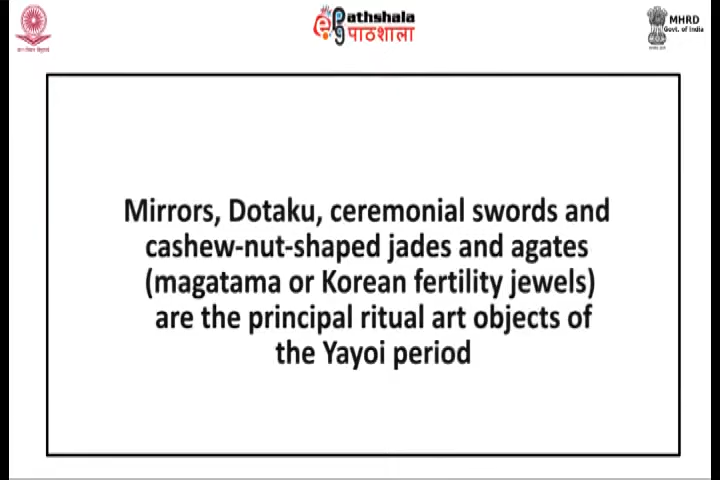 Pathshala
पाठशाला
MHRD
Govt. of India
Mirrors, Dotaku, ceremonial swords and
cashew-nut-shaped jades and agates
(magatama or Korean fertility jewels)
are the principal ritual art objects of
the Yayoi period